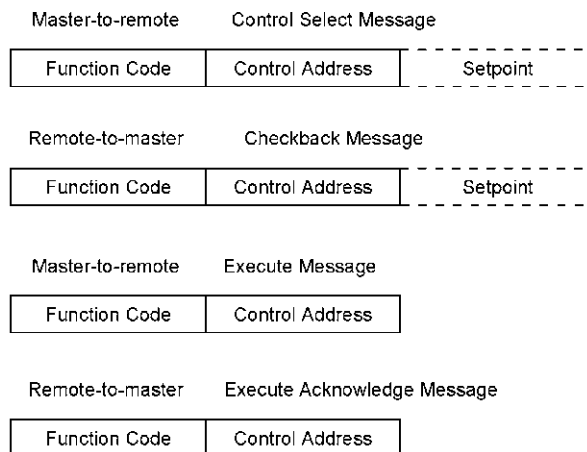 Master-to-remote Control Select Message
Function Code Control Address Setpoint
Remote-to-master Checkback Message
Function Code Control Address Setpoint
Master-to-remote Execute Message
Function Code Control Address
Remote-to-master Execute Acknowledge Message
Function Code Control Address